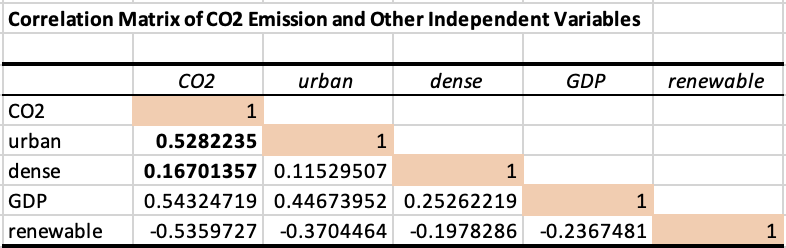 Correlation Matrix of CO2 Emission and Other Independent Variables
CO2 urban dense GDP renewable
CO2 1
urban 0.5282235 1
dense 0.16701357 0.11529507 1
GDP 0.54324719 0.44673952 0.25262219 1
renewable -0.5359727 -0.3704464 -0.1978286 -0.2367481 1